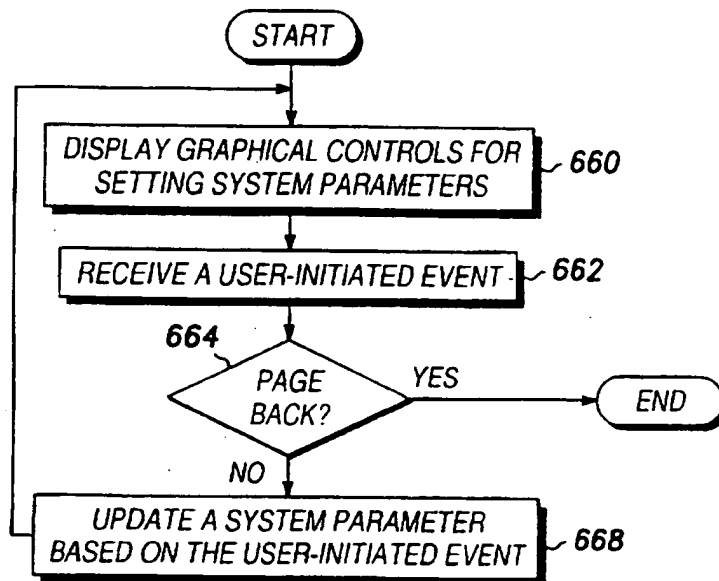 START
DISPLAY GRAPHICAL CONTROLS FOR
SETTING SYSTEM PARAMETERS
660
RECEIVE A USER-INITIATED EVENT
662
664
PAGE
BACK?
YES
END
NO
UPDATE A SYSTEM PARAMETER
BASED ON THE USER-INITIATED EVENT
668